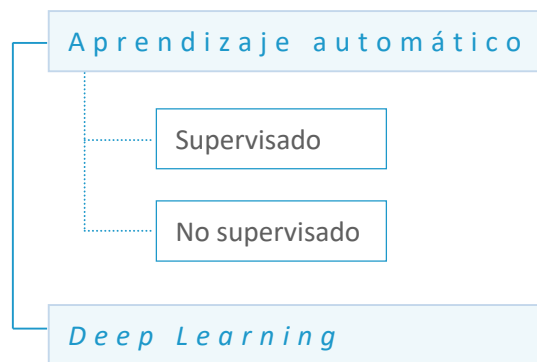 Aprendizaje automático
Supervisado
No supervisado
Deep Learning